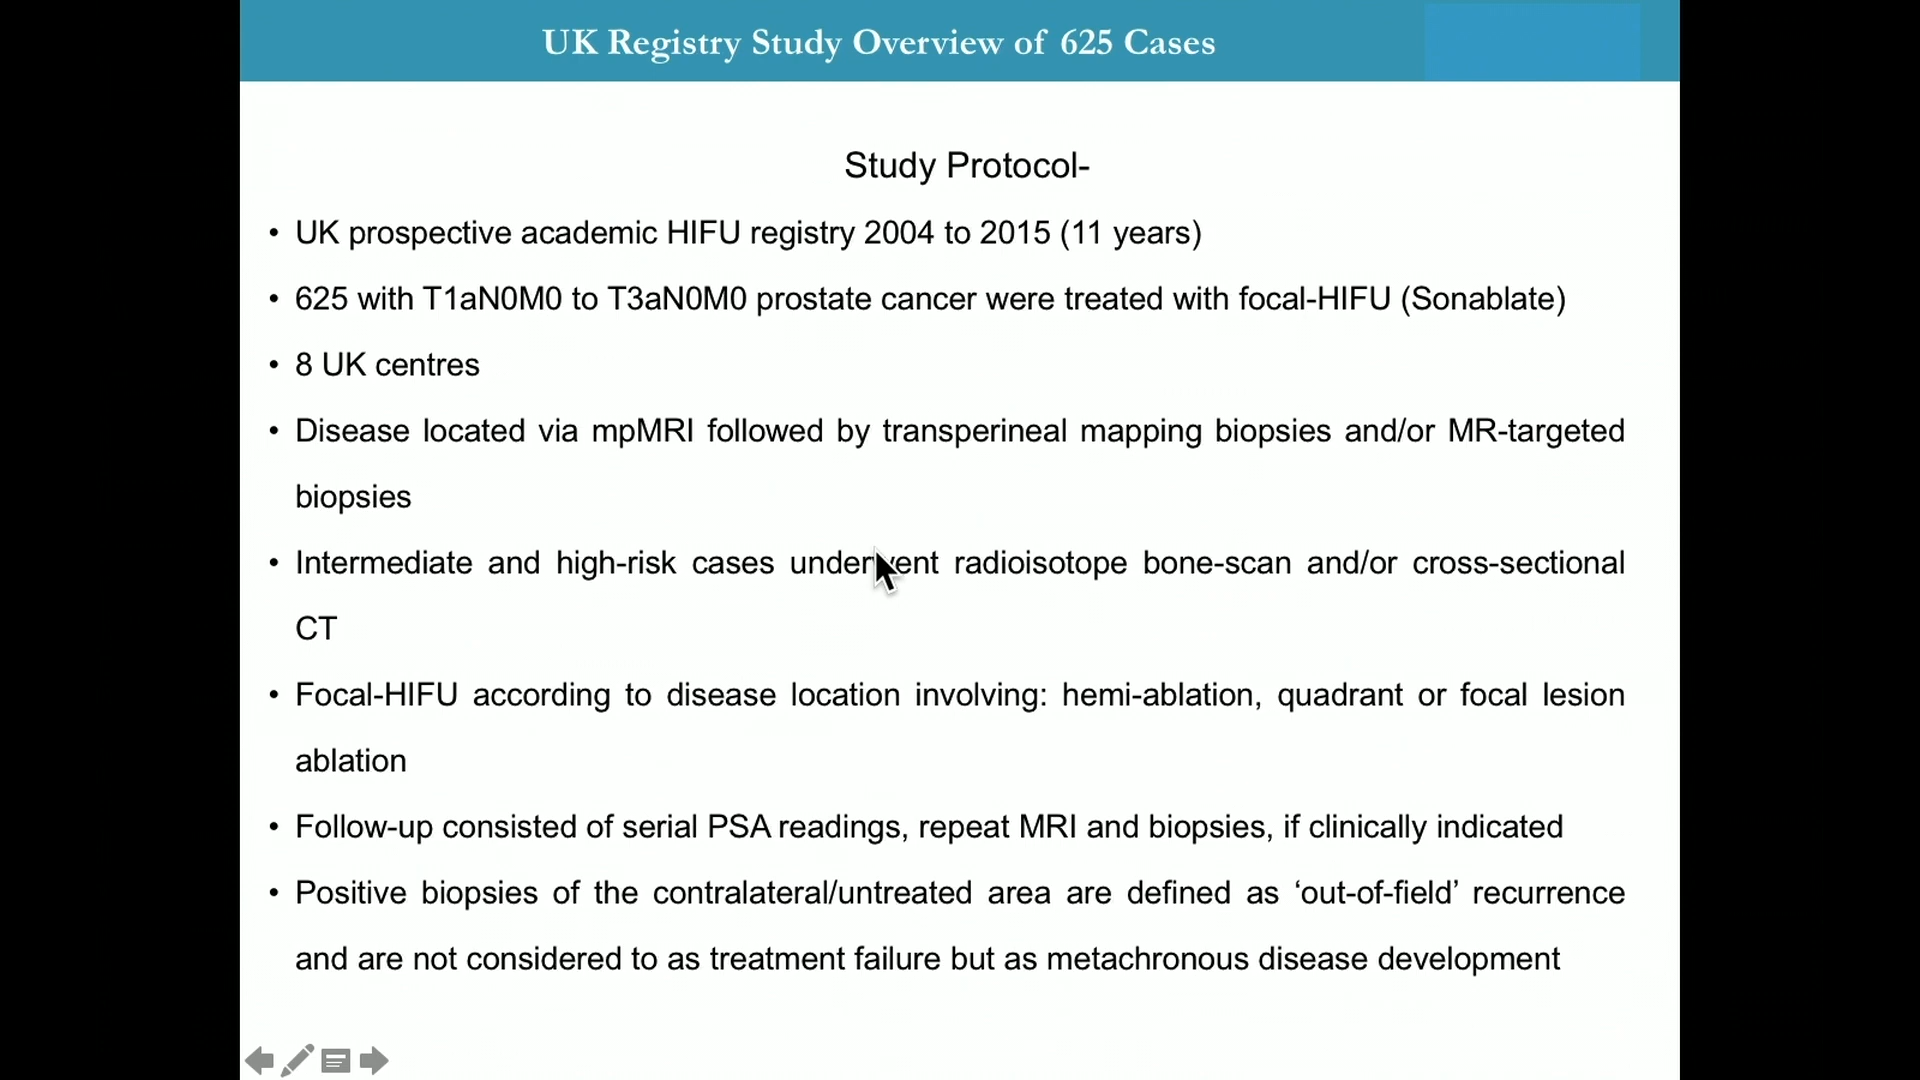 UK Registry Study Overview of 625 Cases
Study Protocol-
• UK prospective academic HIFU registry 2004 to 2015 (11 years)
• 625 with T1aN0M0 to T3aN0M0 prostate cancer were treated with focal-HIFU (Sonablate)
• 8 UK centres
• Disease located via mpMRI followed by transperineal mapping biopsies and/or MR-targeted
biopsies
• Intermediate and high-risk cases underwent radioisotope bone-scan and/or cross-sectional
CT
• Focal-HIFU according to disease location involving: hemi-ablation, quadrant or focal lesion
ablation
• Follow-up consisted of serial PSA readings, repeat MRI and biopsies, if clinically indicated
• Positive biopsies of the contralateral/untreated area are defined as ‘out-of-field’ recurrence
and are not considered to as treatment failure but as metachronous disease development